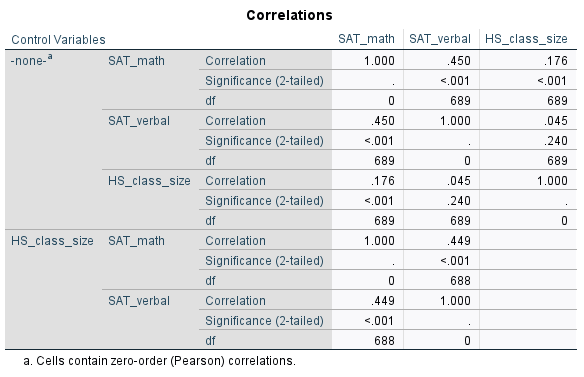 Correlations
Control Variables SAT_math SAT_verbal HS_class_size
-none-a SAT_math Correlation 1.000 .450 .176
Significance (2-tailed) . <.001 <.001
df 0 689 689
SAT_verbal Correlation .450 1.000 .045
Significance (2-tailed) <.001 . .240
df 689 0 689
HS_class_size Correlation .176 .045 1.000
Significance (2-tailed) <.001 .240 .
df 689 689 0
HS_class_size SAT_math Correlation 1.000 .449
Significance (2-tailed) . <.001
df 0 688
SAT_verbal Correlation .449 1.000
Significance (2-tailed) <.001 .
df 688 0
a. Cells contain zero-order (Pearson) correlations.